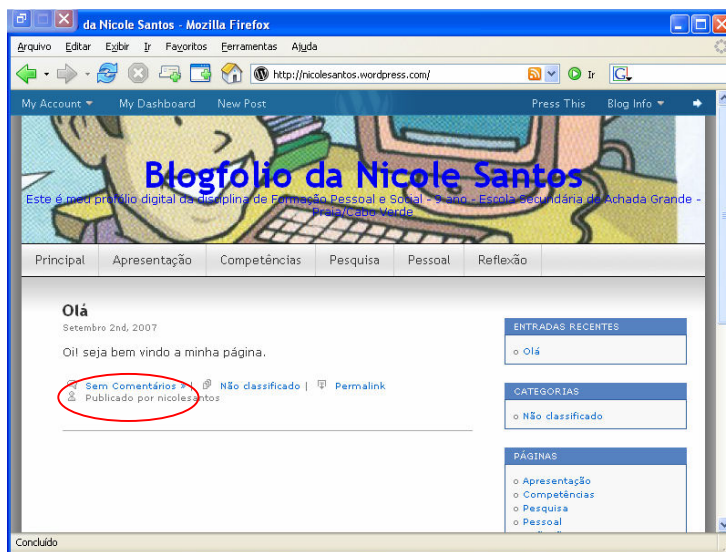 da Nicole Santos - Mozilla Firefox
Arquivo Editar Exibir Ir Favoritos Ferramentas Ajuda
http://nicolesantos.wordpress.com/ Ir G
My Account My Dashboard New Post Press This Blog Info
Blogfolio da Nicole Santos
Este é meu protólio digital da disciplina de Formação Pessoal e Social - 9 ano - Escola Secundária de Achada Grande -
Praia/Cabo Verde
Principal Apresentação Competências Pesquisa Pessoal Reflexão
Olá
Setembro 2nd, 2007
Oi! seja bem vindo a minha página.
Sem Comentários » | Não classificado | Permalink
Publicado por nicolesantos
ENTRADAS RECENTES
Olá
CATEGORIAS
Não classificado
PÁGINAS
Apresentação
Competências
Pesquisa
Pessoal
Concluído